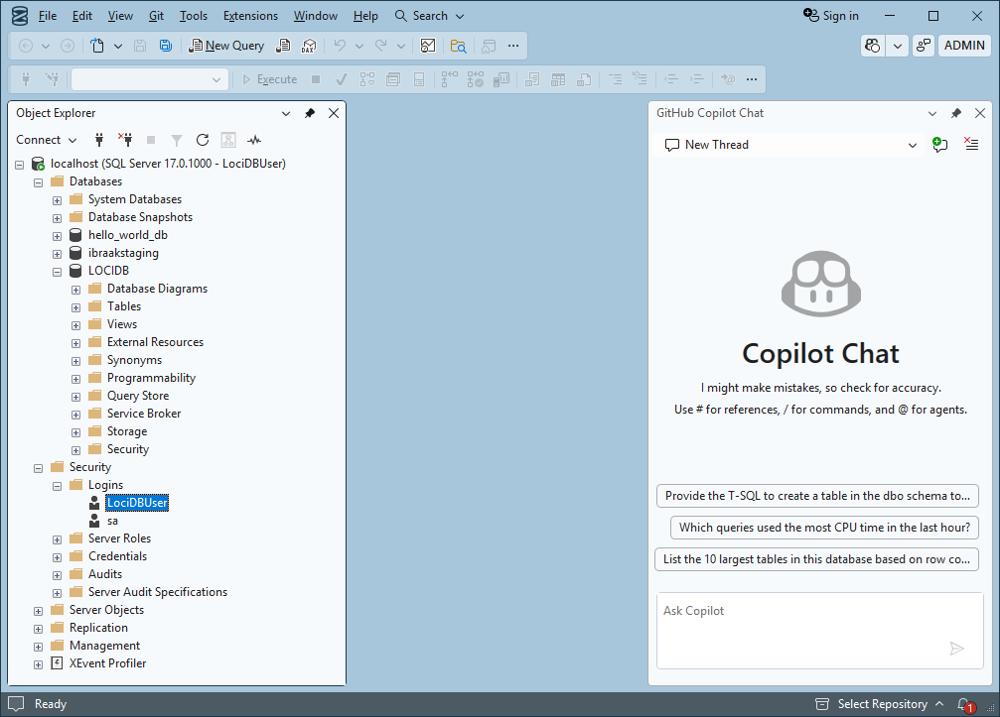 File Edit View Git Tools Extensions Window Help Search Sign in
New Query DAX ADMIN
Execute
Object Explorer
Connect
localhost (SQL Server 17.0.1000 - LociDBUser)
Databases
System Databases
Database Snapshots
hello_world_db
ibraakstaging
LOCIDB
Database Diagrams
Tables
Views
External Resources
Synonyms
Programmability
Query Store
Service Broker
Storage
Security
Security
Logins
LociDBUser
sa
Server Roles
Credentials
Audits
Server Audit Specifications
Server Objects
Replication
Management
XEvent Profiler
GitHub Copilot Chat
New Thread
Copilot Chat
I might make mistakes, so check for accuracy.
Use # for references, / for commands, and @ for agents.
Provide the T-SQL to create a table in the dbo schema to...
Which queries used the most CPU time in the last hour?
List the 10 largest tables in this database based on row co...
Ask Copilot
Ready Select Repository 1